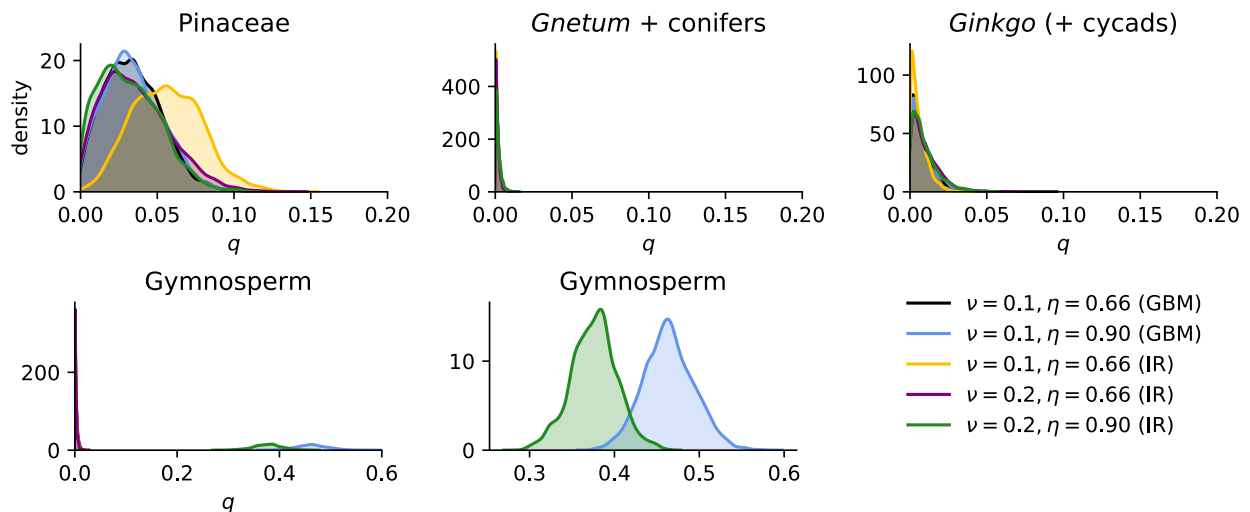 Pinaceae
Gnetum + conifers
Ginkgo (+ cycads)
density
20
10
0
0.00 0.05 0.10 0.15 0.20
q
400
200
0
0.00 0.05 0.10 0.15 0.20
q
100
50
0
0.00 0.05 0.10 0.15 0.20
q
Gymnosperm
200
0
0.0 0.2 0.4 0.6
q
Gymnosperm
10
0
0.3 0.4 0.5 0.6
ν = 0.1, η = 0.66 (GBM)
ν = 0.1, η = 0.90 (GBM)
ν = 0.1, η = 0.66 (IR)
ν = 0.2, η = 0.66 (IR)
ν = 0.2, η = 0.90 (IR)